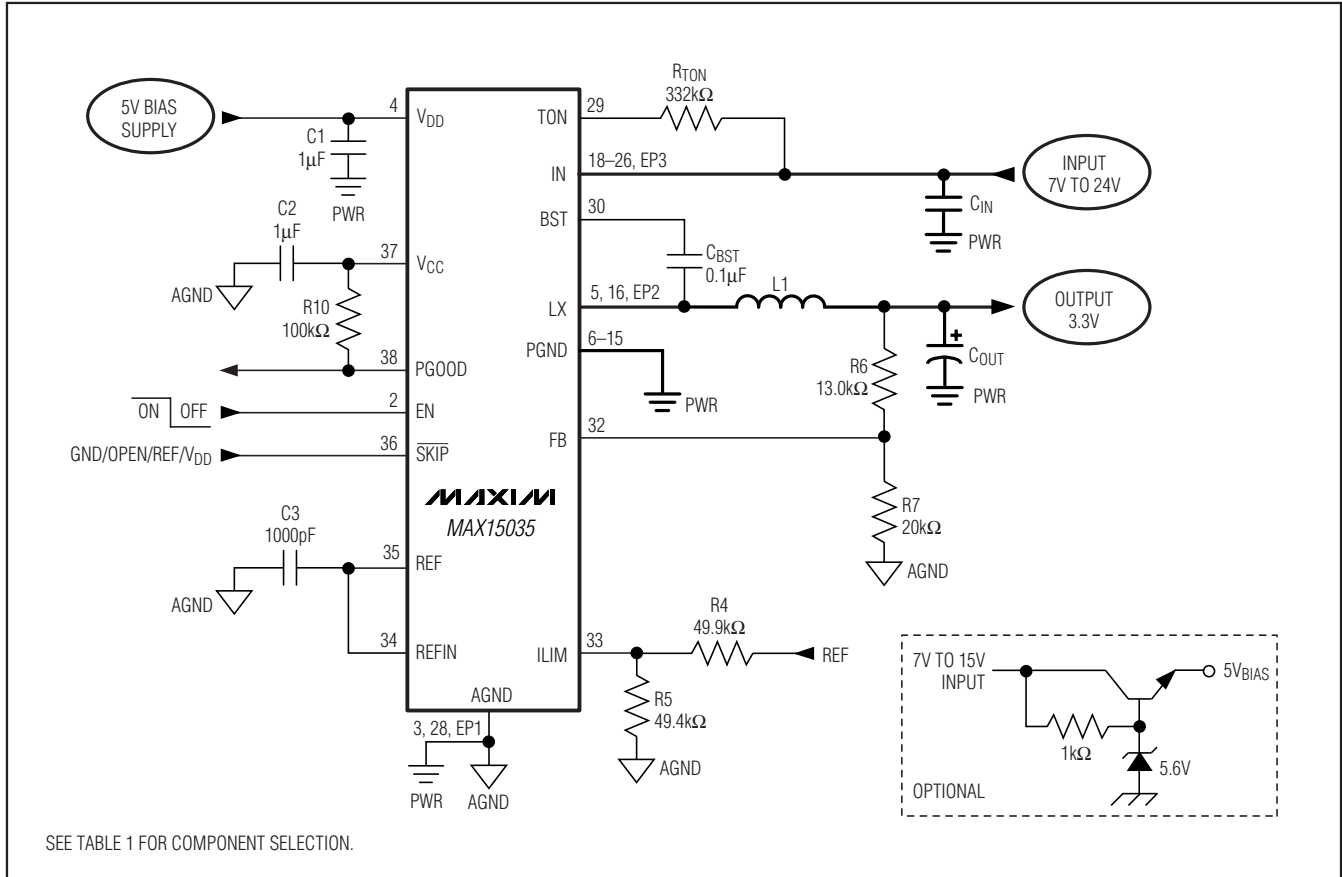 5V BIAS
SUPPLY
4
VDD
C1
1μF
PWR
C2
1μF
AGND
37
VCC
R10
100kΩ
38
PGOOD
ON OFF
2
EN
GND/OPEN/REF/VDD
36
SKIP
MAXIM
MAX15035
C3
1000pF
35
REF
AGND
34
REFIN
AGND
3, 28, EP1
PWR
AGND
TON
29
RTON
332kΩ
IN
18–26, EP3
INPUT
7V TO 24V
CIN
PWR
BST
30
CBST
0.1μF
LX
5, 16, EP2
L1
OUTPUT
3.3V
PGND
6–15
PWR
COUT
+
PWR
R6
13.0kΩ
FB
32
R7
20kΩ
AGND
ILIM
33
R4
49.9kΩ
REF
R5
49.4kΩ
AGND
7V TO 15V
INPUT
5VBIAS
1kΩ
5.6V
OPTIONAL
SEE TABLE 1 FOR COMPONENT SELECTION.